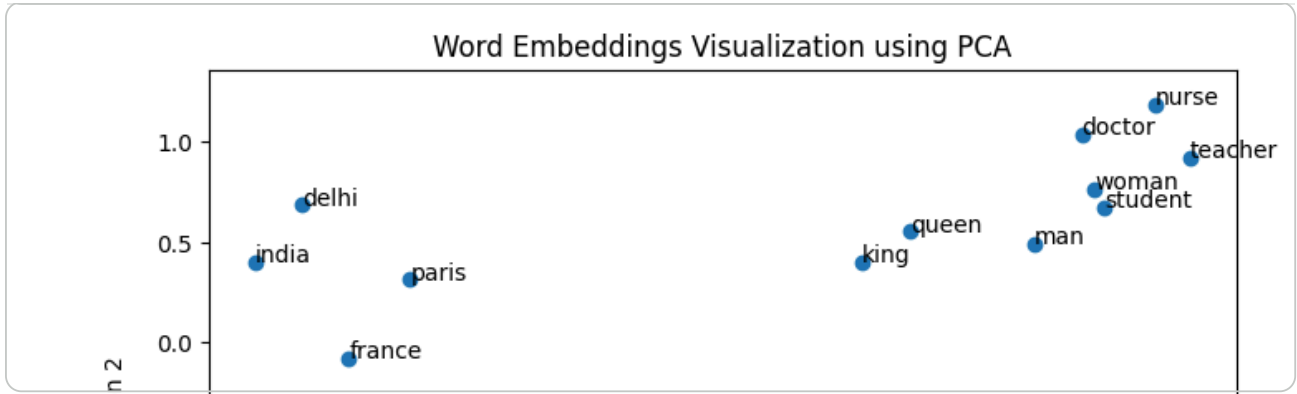 Word Embeddings Visualization using PCA
nurse
doctor
1.0
teacher
woman
delhi
student
queen
man
0.5
india
king
paris
0.0
france
n 2